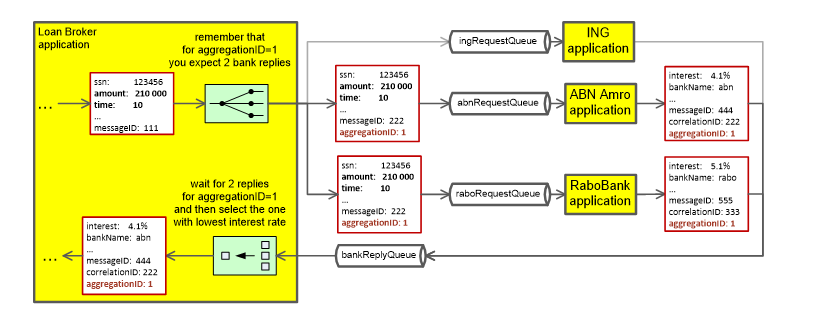 Loan Broker
application
remember that
for aggregationID=1
you expect 2 bank replies
...
ssn: 123456
amount: 210 000
time: 10
...
messageID: 111
ingRequestQueue
ING
application
ssn: 123456
amount: 210 000
time: 10
...
messageID: 222
aggregationID: 1
abnRequestQueue
ABN Amro
application
interest: 4.1%
bankName: abn
...
messageID: 444
correlationID: 222
aggregationID: 1
ssn: 123456
amount: 210 000
time: 10
...
messageID: 222
aggregationID: 1
raboRequestQueue
RaboBank
application
interest: 5.1%
bankName: rabo
...
messageID: 555
correlationID: 333
aggregationID: 1
wait for 2 replies
for aggregationID=1
and then select the one
with lowest interest rate
bankReplyQueue
interest: 4.1%
bankName: abn
...
messageID: 444
correlationID: 222
aggregationID: 1
...